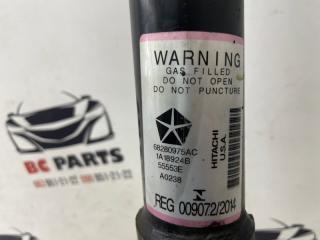 WARNING
GAS FILLED
DO NOT OPEN
DO NOT PUNCTURE
68280975AC
1A18924B
55553E
A0238
HITACHI
U.S.A.
REG 009072/2014
BC PARTS